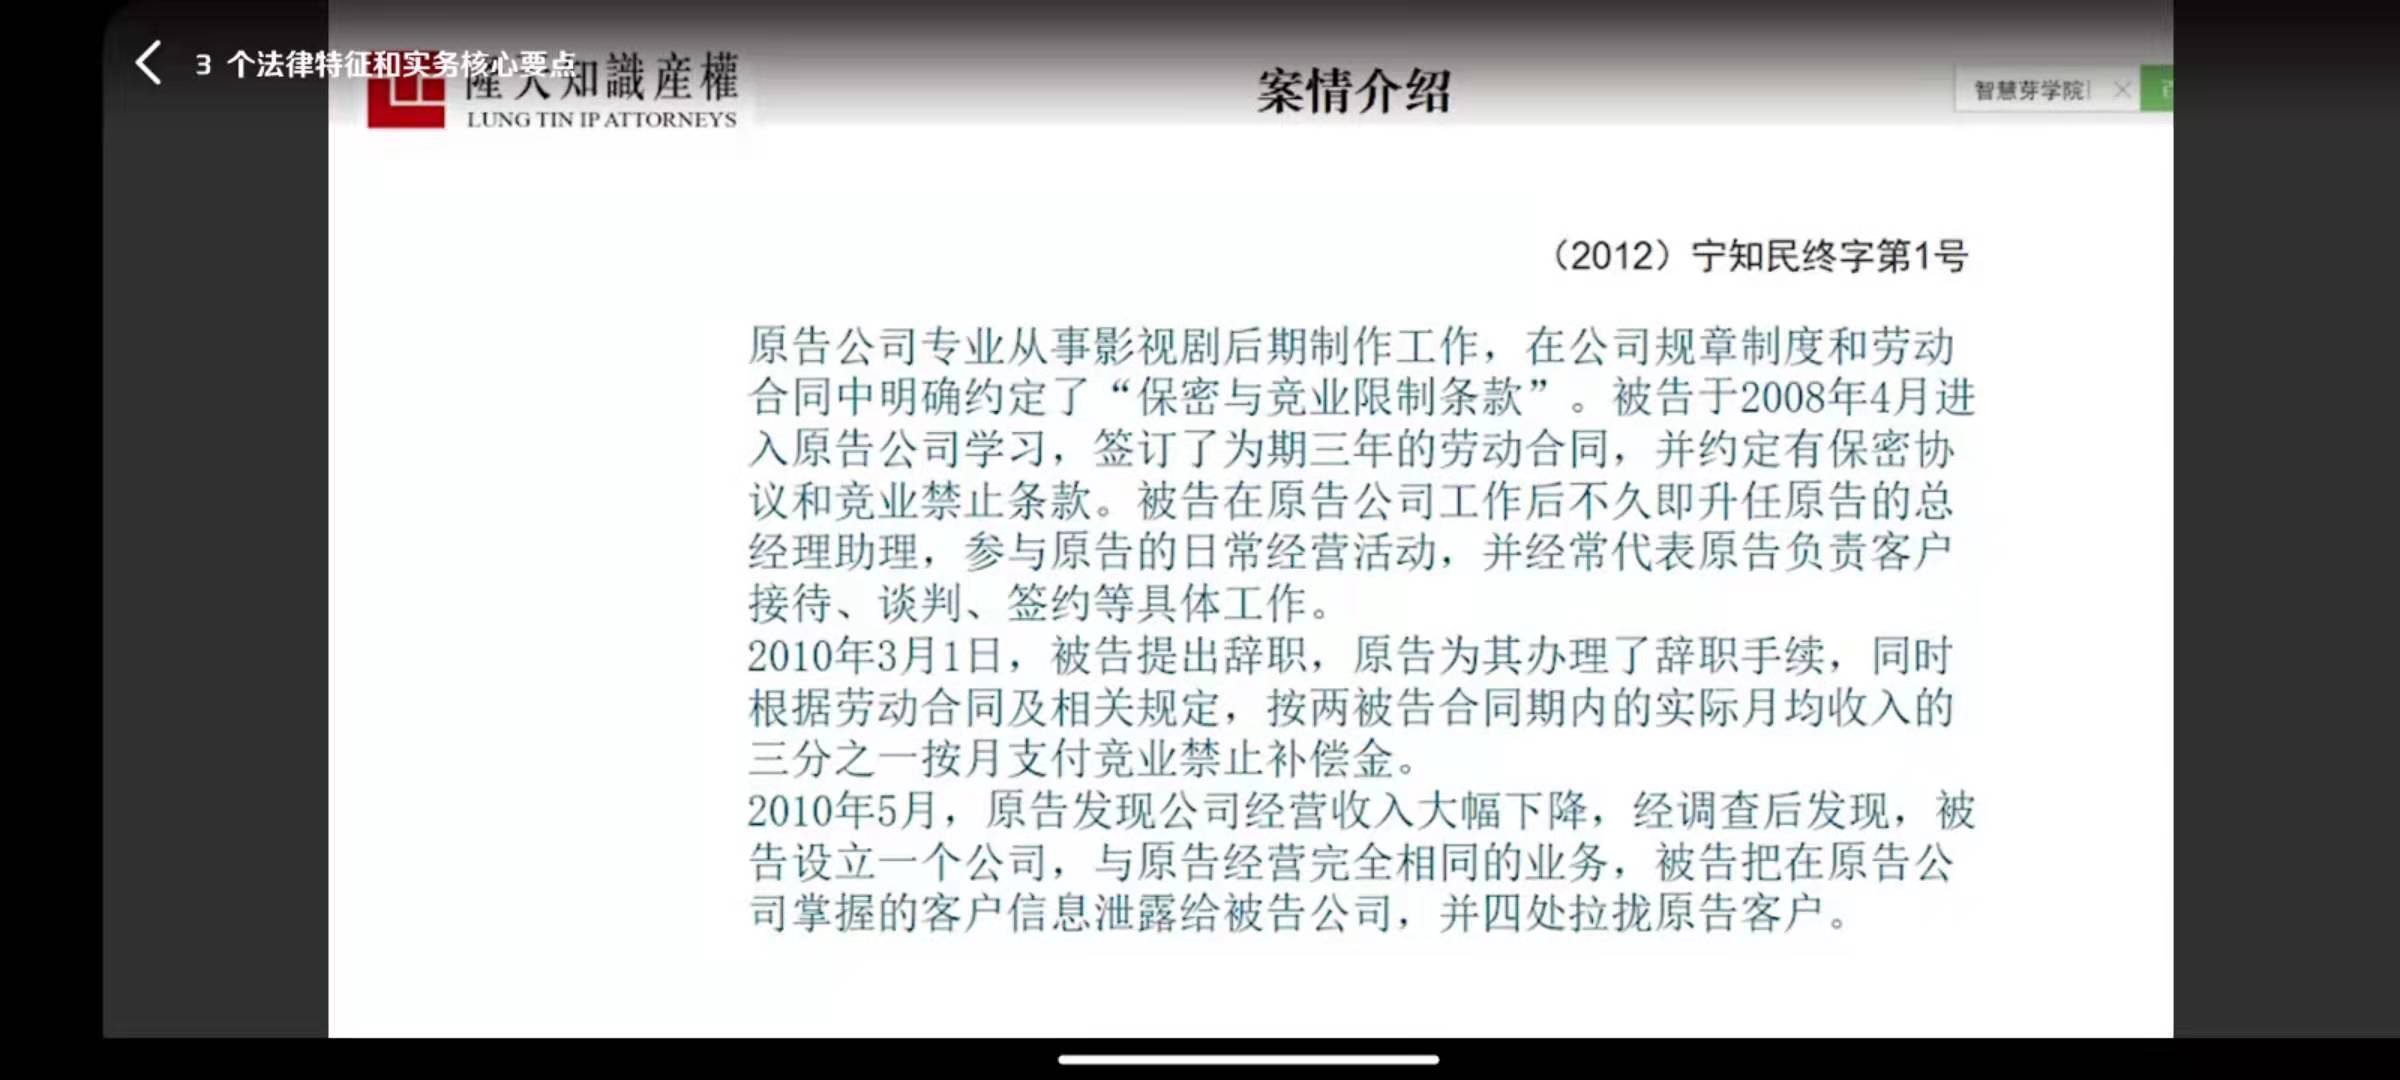 3 个法律特征和实务核心要点
隆天知識産權
LUNG TIN IP ATTORNEYS
案情介绍
智慧芽学院
（2012）宁知民终字第1号
原告公司专业从事影视剧后期制作工作，在公司规章制度和劳动
合同中明确约定了“保密与竞业限制条款”。被告于2008年4月进
入原告公司学习，签订了为期三年的劳动合同，并约定有保密协
议和竞业禁止条款。被告在原告公司工作后不久即升任原告的总
经理助理，参与原告的日常经营活动，并经常代表原告负责客户
接待、谈判、签约等具体工作。
2010年3月1日，被告提出辞职，原告为其办理了辞职手续，同时
根据劳动合同及相关规定，按两被告合同期内的实际月均收入的
三分之一按月支付竞业禁止补偿金。
2010年5月，原告发现公司经营收入大幅下降，经调查后发现，被
告设立一个公司，与原告经营完全相同的业务，被告把在原告公
司掌握的客户信息泄露给被告公司，并四处拉拢原告客户。